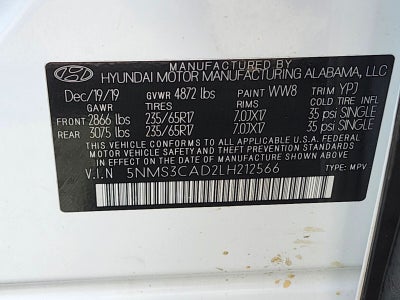 MANUFACTURED BY
HYUNDAI MOTOR MANUFACTURING ALABAMA, LLC
Dec/19/19 GVWR 4872 lbs PAINT WW8 TRIM YPJ
GAWR TIRES RIMS COLD TIRE INFL
FRONT 2866 lbs 235/65R17 7.0JX17 35 psi SINGLE
REAR 3075 lbs 235/65R17 7.0JX17 35 psi SINGLE
THIS VEHICLE CONFORMS TO ALL APPLICABLE U.S.A FEDERAL
MOTOR VEHICLE SAFETY AND THEFT PREVENTION STANDARDS
IN EFFECT ON THE DATE OF MANUFACTURE SHOWN ABOVE.
V.I.N 5NMS3CAD2LH212566 TYPE: MPV